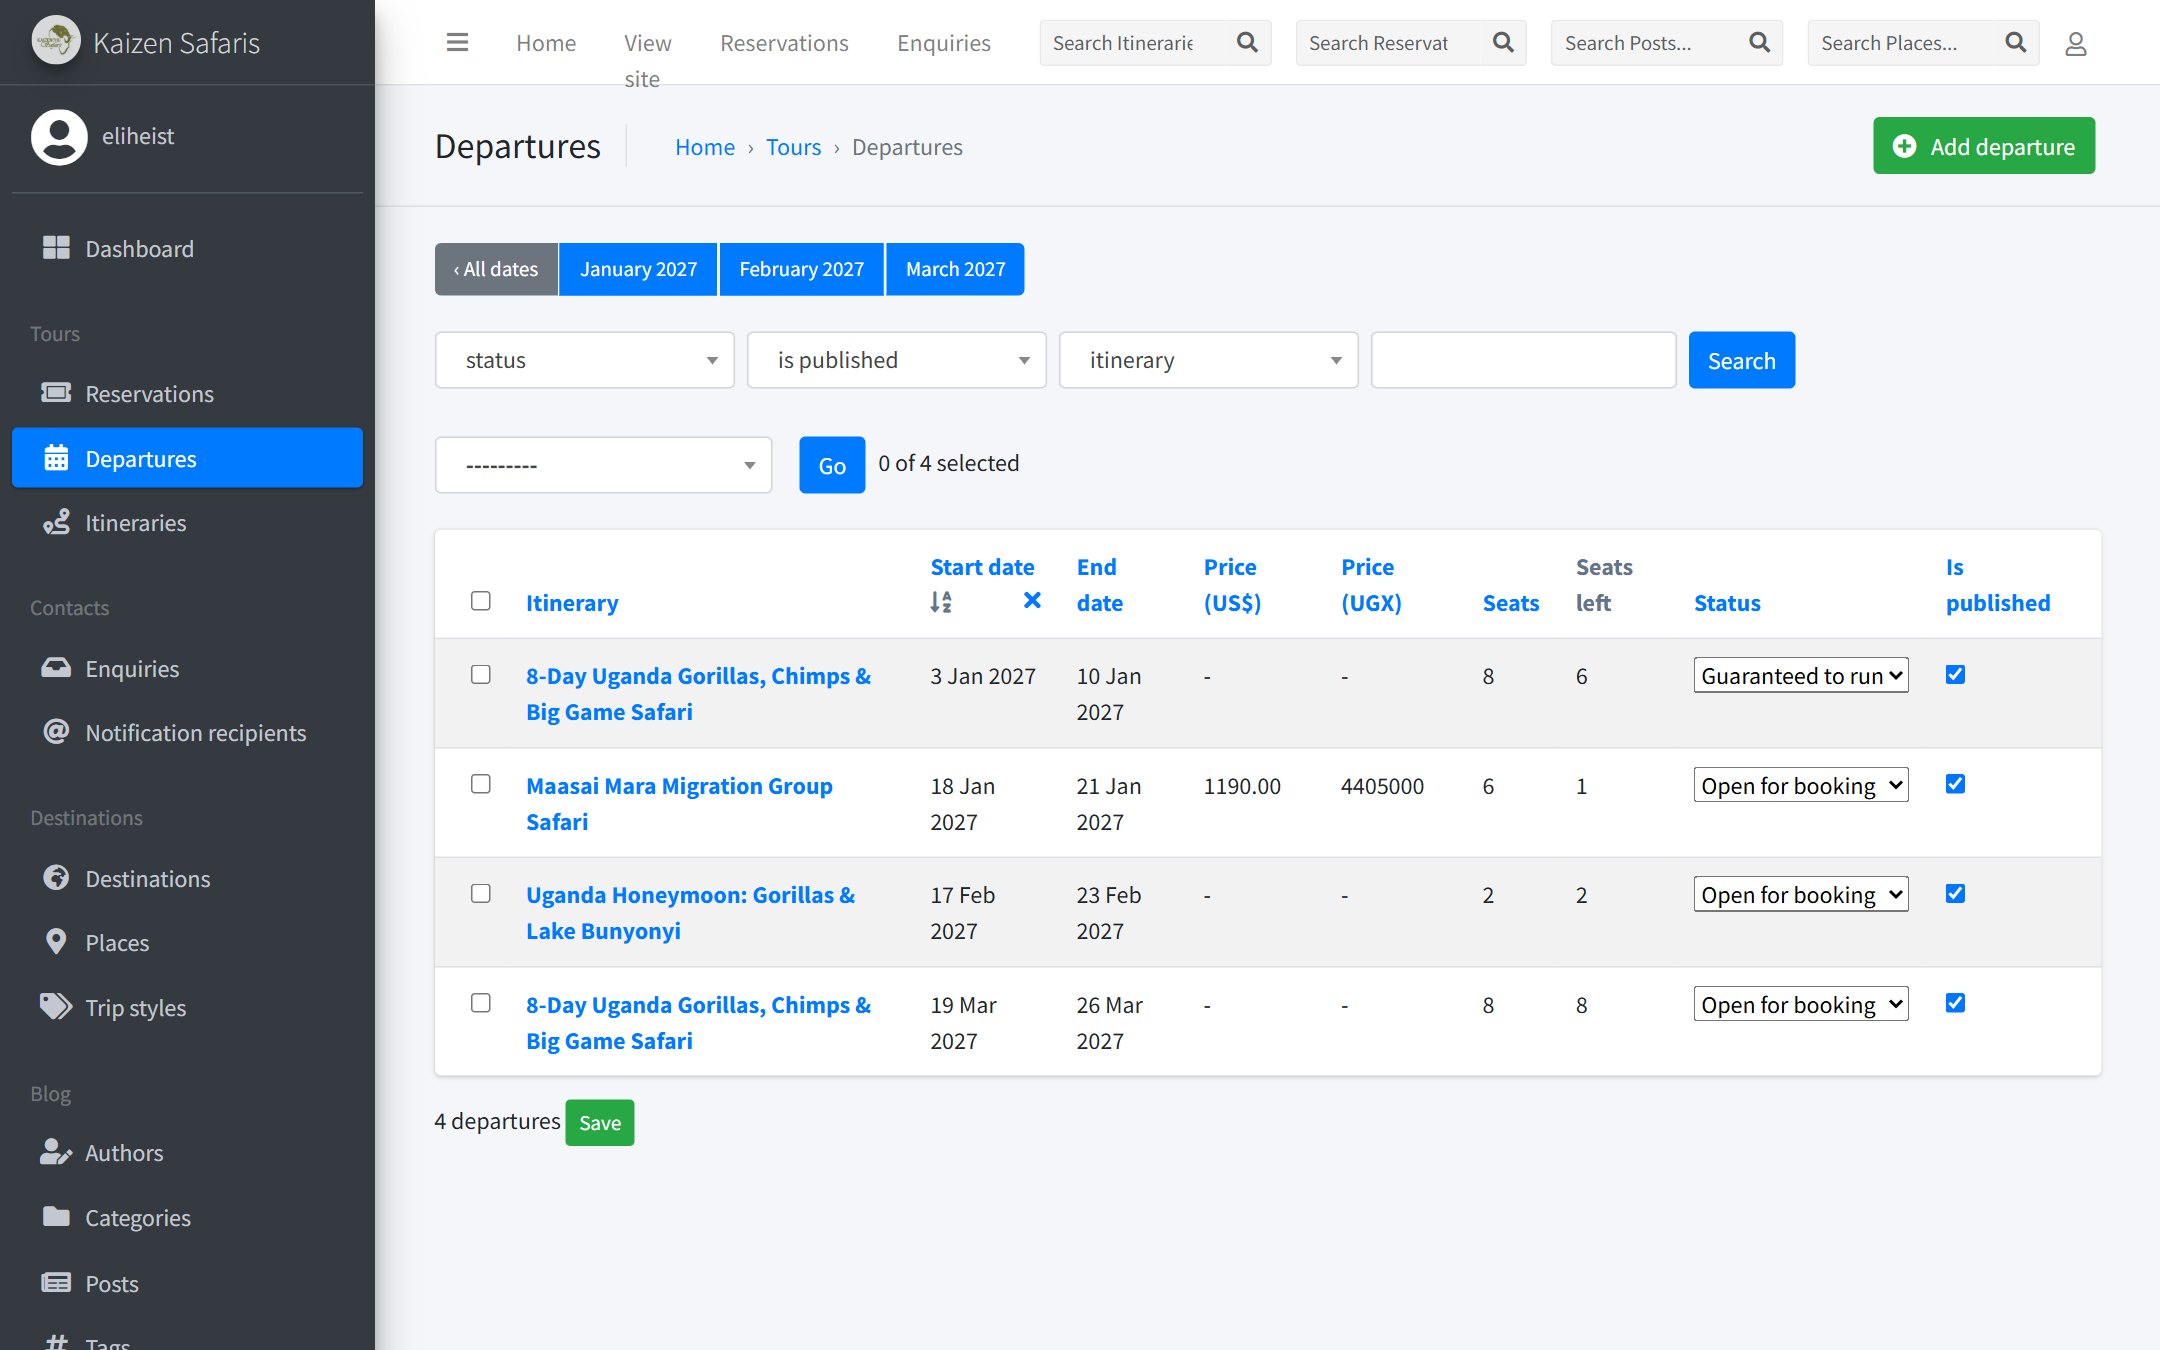 Kaizen Safaris
Home
View site
Reservations
Enquiries
Search Itinerarie
Search Reservat
Search Posts...
Search Places...
eliheist
Departures
Home › Tours › Departures
Add departure
Dashboard
Tours
Reservations
Departures
Itineraries
Contacts
Enquiries
Notification recipients
Destinations
Destinations
Places
Trip styles
Blog
Authors
Categories
Posts
Tags
‹ All dates
January 2027
February 2027
March 2027
status
is published
itinerary
Search
---------
Go
0 of 4 selected
Itinerary
Start date
End date
Price (US$)
Price (UGX)
Seats
Seats left
Status
Is published
8-Day Uganda Gorillas, Chimps &
Big Game Safari
3 Jan 2027
10 Jan 2027
-
-
8
6
Guaranteed to run
Maasai Mara Migration Group
Safari
18 Jan 2027
21 Jan 2027
1190.00
4405000
6
1
Open for booking
Uganda Honeymoon: Gorillas &
Lake Bunyonyi
17 Feb 2027
23 Feb 2027
-
-
2
2
Open for booking
8-Day Uganda Gorillas, Chimps &
Big Game Safari
19 Mar 2027
26 Mar 2027
-
-
8
8
Open for booking
4 departures
Save